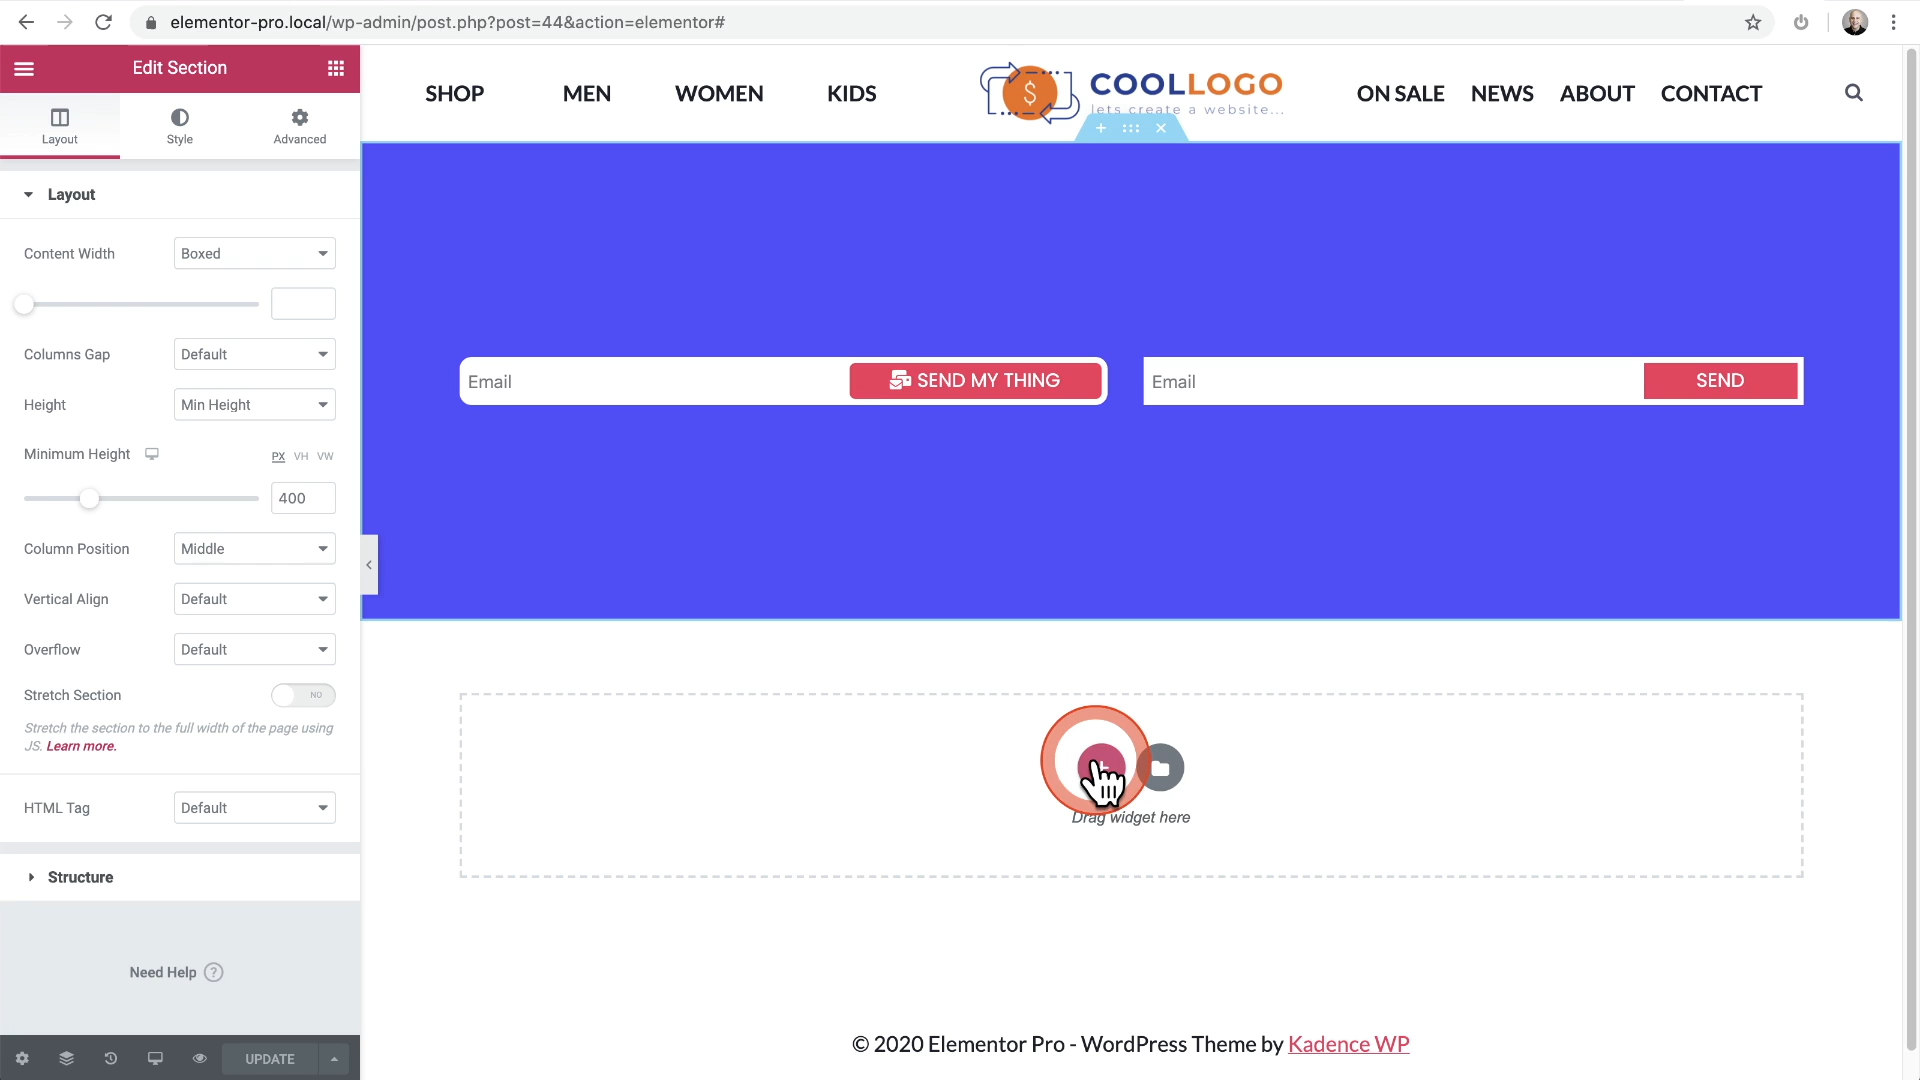 elementor-pro.local/wp-admin/post.php?post=44&action=elementor#
Edit Section
Layout
Style
Advanced
Layout
Content Width
Boxed
Columns Gap
Default
Height
Min Height
Minimum Height
PX VH VW
400
Column Position
Middle
Vertical Align
Default
Overflow
Default
Stretch Section
NO
Stretch the section to the full width of the page using
JS. Learn more.
HTML Tag
Default
Structure
Need Help ?
UPDATE
SHOP
MEN
WOMEN
KIDS
$
COOLLOGO
lets create a website...
ON SALE
NEWS
ABOUT
CONTACT
Email
SEND MY THING
Email
SEND
Drag widget here
© 2020 Elementor Pro - WordPress Theme by Kadence WP